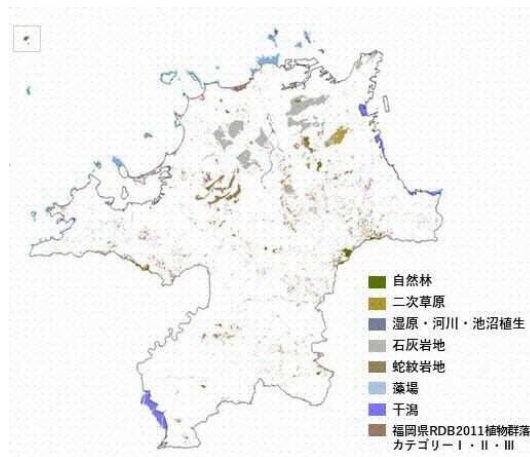 自然林
二次草原
湿原・河川・池沼植生
石灰岩地
蛇紋岩地
藻場
干潟
福岡県RDB2011植物群落
カテゴリーⅠ・Ⅱ・Ⅲ